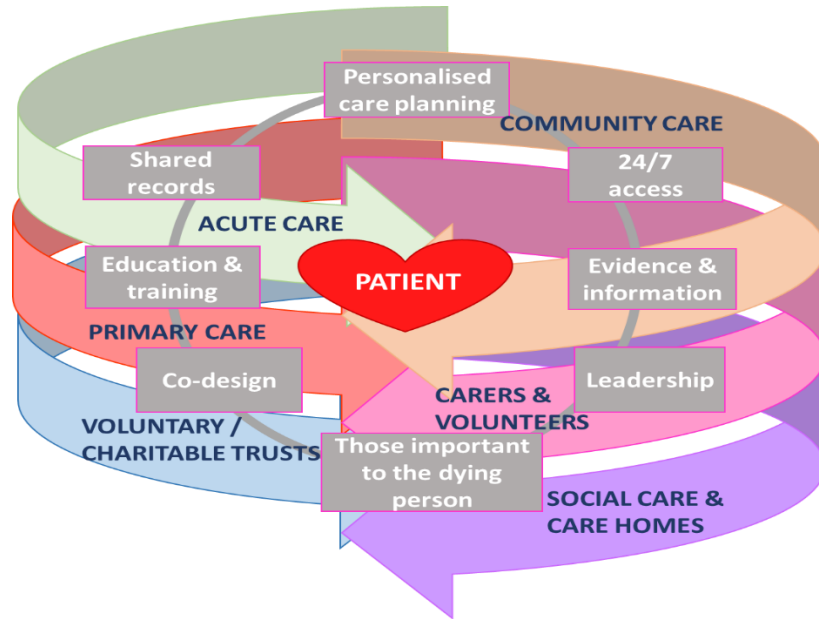 Personalised
care planning
COMMUNITY CARE
Shared
records
24/7
access
ACUTE CARE
Education &
training
PATIENT
Evidence &
information
PRIMARY CARE
Co-design
Leadership
CARERS &
VOLUNTEERS
VOLUNTARY /
CHARITABLE TRUSTS
Those important
to the dying
person
SOCIAL CARE &
CARE HOMES